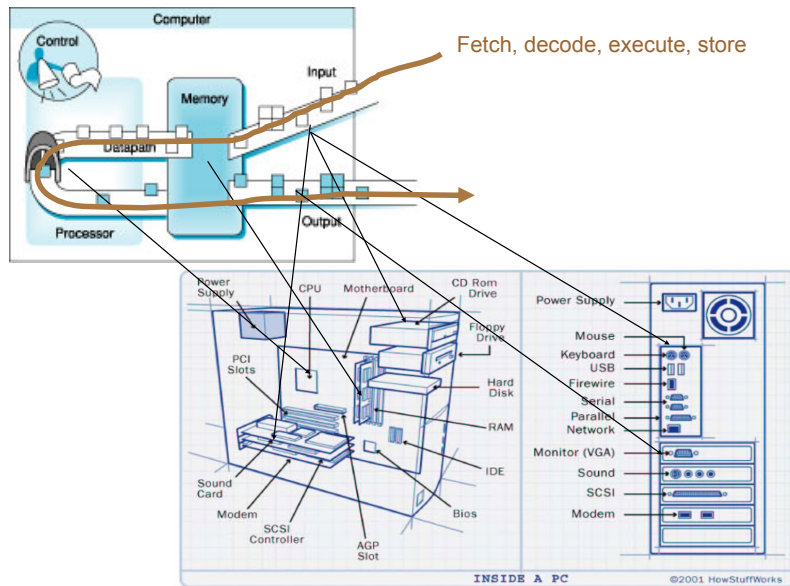 Computer
Control
Fetch, decode, execute, store
Input
Memory
Datapath
Output
Processor
Power
Supply
CPU
Motherboard
CD Rom
Drive
Floppy
Drive
PCI
Slots
Hard
Disk
RAM
IDE
Sound
Card
Modem
SCSI
Controller
AGP
Slot
Bios
Power Supply
Mouse
Keyboard
USB
Firewire
Serial
Parallel
Network
Monitor (VGA)
Sound
SCSI
Modem
INSIDE A PC
©2001 HowStuffWorks